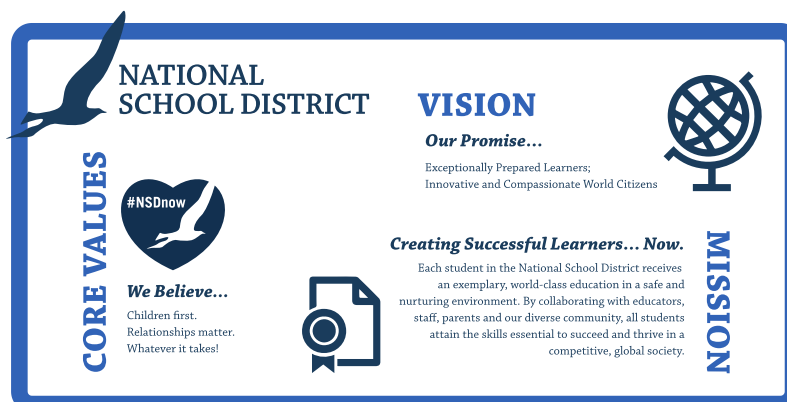 NATIONAL
SCHOOL DISTRICT
VISION
Our Promise...
Exceptionally Prepared Learners;
Innovative and Compassionate World Citizens
CORE VALUES
#NSDnow
We Believe...
Children first.
Relationships matter.
Whatever it takes!
MISSION
Creating Successful Learners... Now.
Each student in the National School District receives
an exemplary, world-class education in a safe and
nurturing environment. By collaborating with educators,
staff, parents and our diverse community, all students
attain the skills essential to succeed and thrive in a
competitive, global society.